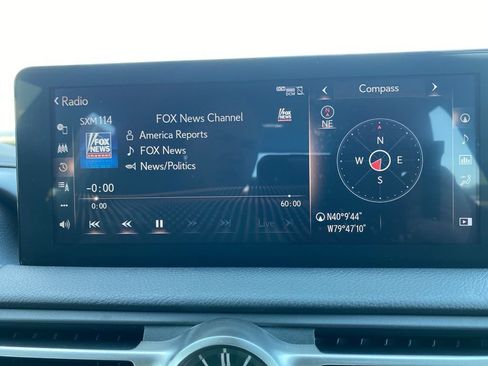 Radio
SXM 114
FOX News Channel
America Reports
FOX News
News/Politics
FOX
NEWS
channel
-0:00
0:00
60:00
Live
Compass
NE
N
W
E
S
N40°9'44"
W79°47'10"